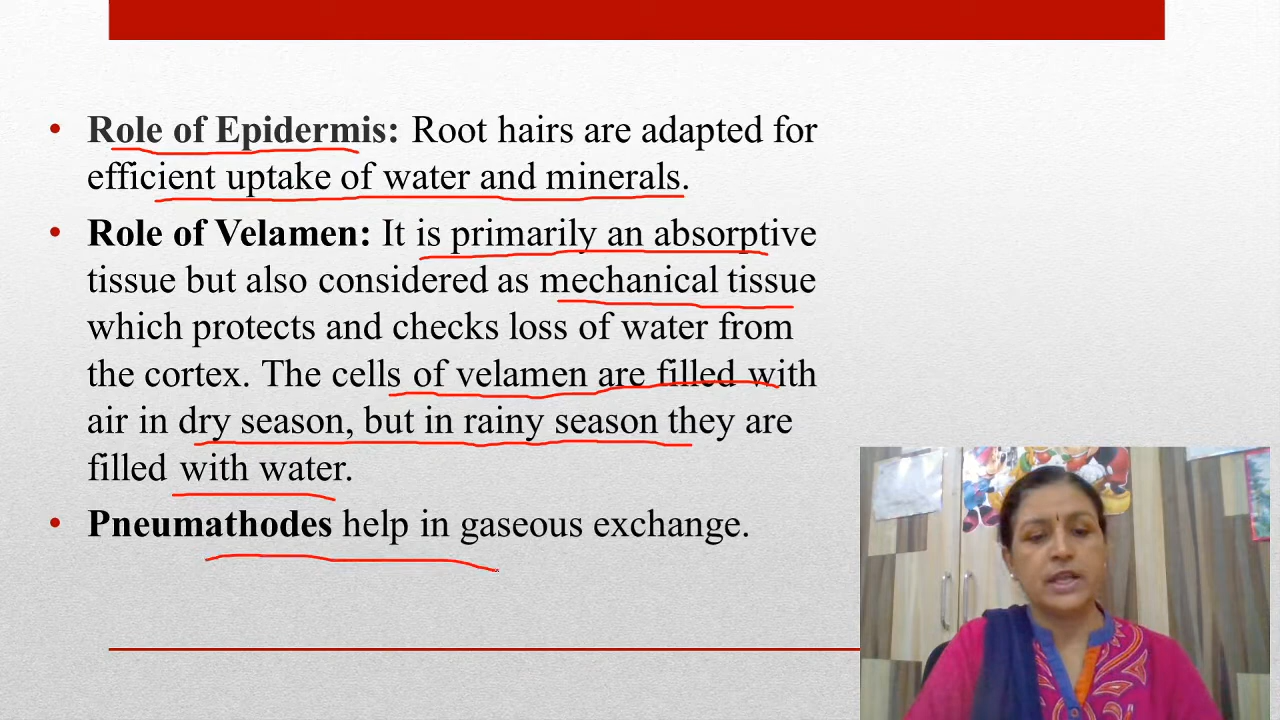 • Role of Epidermis: Root hairs are adapted for
efficient uptake of water and minerals.
• Role of Velamen: It is primarily an absorptive
tissue but also considered as mechanical tissue
which protects and checks loss of water from
the cortex. The cells of velamen are filled with
air in dry season, but in rainy season they are
filled with water.
• Pneumathodes help in gaseous exchange.